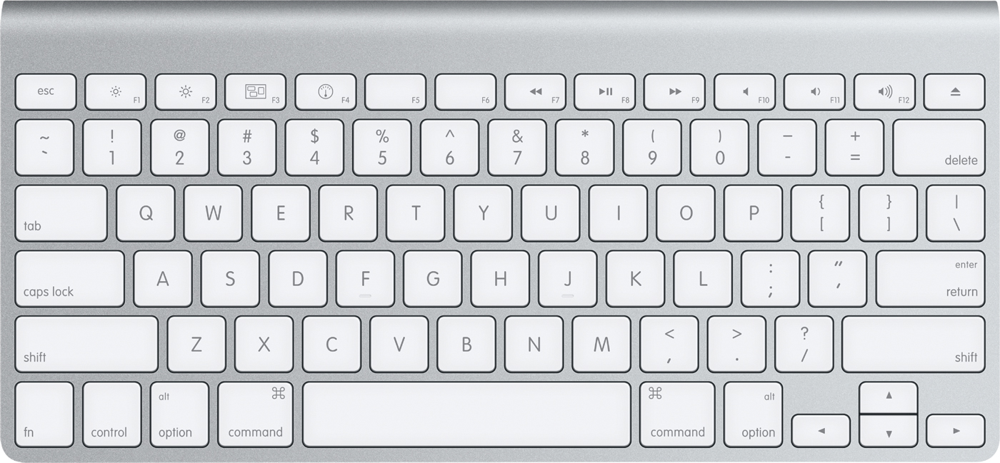 esc F1 F2 F3 F4 F5 F6 F7 F8 F9 F10 F11 F12
~ ! @ # $ % ^ & * ( ) — +
` 1 2 3 4 5 6 7 8 9 0 - = delete
tab Q W E R T Y U I O P { } |
[ ] \
caps lock A S D F G H J K L : " enter
; ' return
shift Z X C V B N M < > ? shift
, . /
alt ⌘ ⌘ alt
fn control option command command option